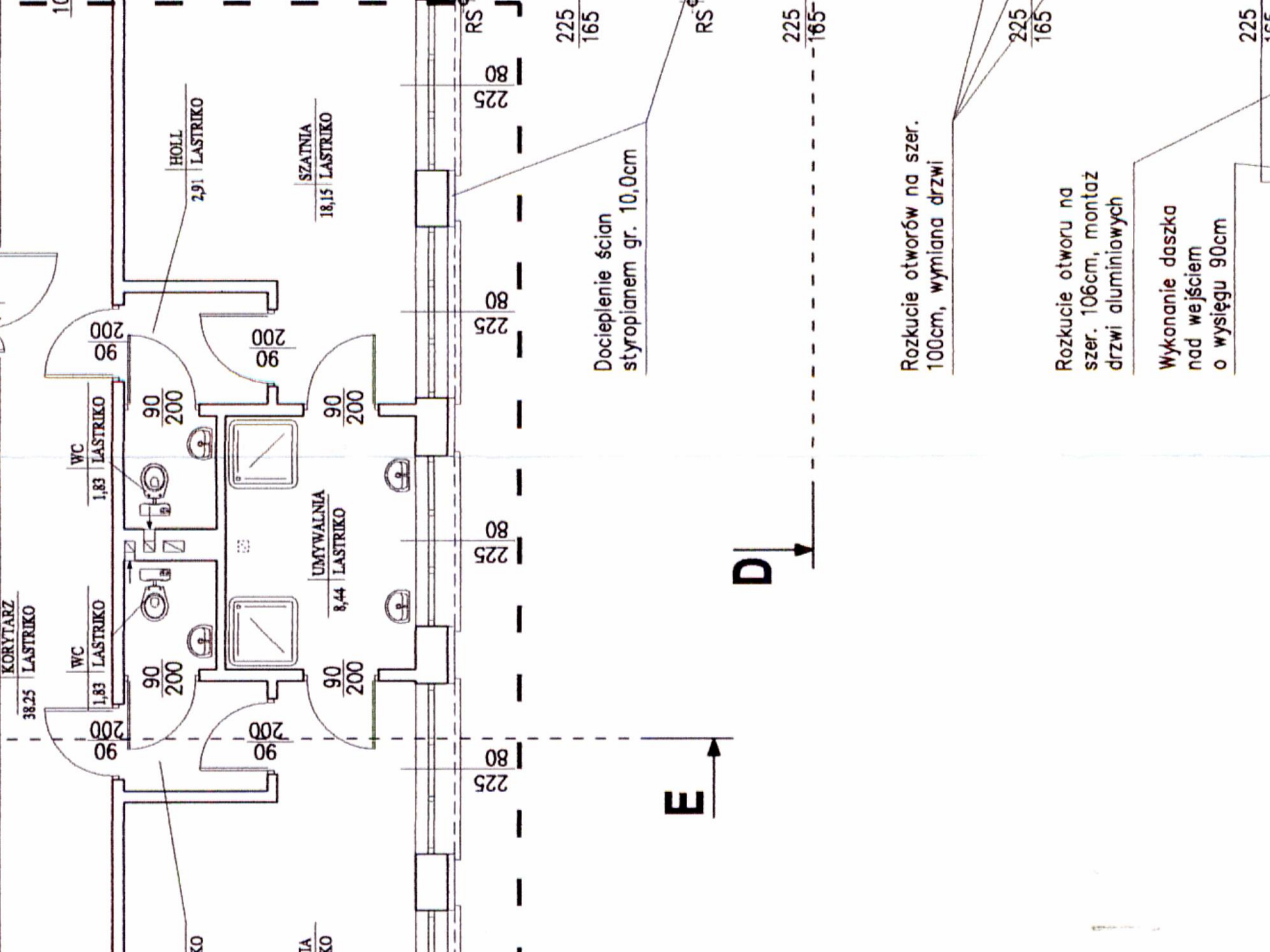 KORYTARZ
38.25 LASTRIKO
WC
1,83 LASTRIKO
WC
1,83 LASTRIKO
HOLL
2,91 LASTRIKO
SZATNIA
18,15 LASTRIKO
UMYWALNIA
8,44 LASTRIKO
90
200
90
200
90
200
90
200
90
200
90
200
90
200
90
200
80
225
80
225
80
225
80
225
RS
225
165
RS
225
165
225
165
225
Docieplenie ścian
styropianem gr. 10,0cm
Rozkucie otworów na szer.
100cm, wymiana drzwi
Rozkucie otworu na
szer. 106cm, montaż
drzwi aluminiowych
Wykonanie daszka
nad wejściem
o wysięgu 90cm
D
E